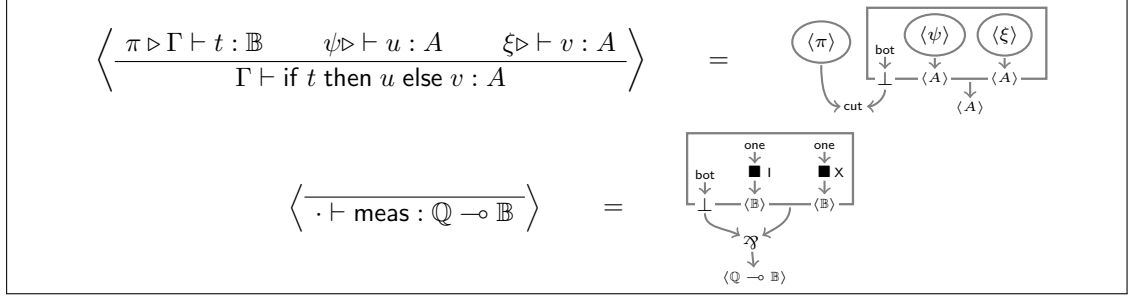 ⟨ π ▷ Γ ⊢ t : 𝔹    ψ▷ ⊢ u : A    ξ▷ ⊢ v : A
Γ ⊢ if t then u else v : A ⟩ =
⟨π⟩ ⟨ψ⟩ ⟨ξ⟩
bot
⊥ ⟨A⟩ ⟨A⟩
cut ⟨A⟩
⟨ · ⊢ meas : ℚ ⊸ 𝔹 ⟩ =
one one
bot I X
⊥ ⟨𝔹⟩ ⟨𝔹⟩
⅋
⟨ℚ ⊸ 𝔹⟩